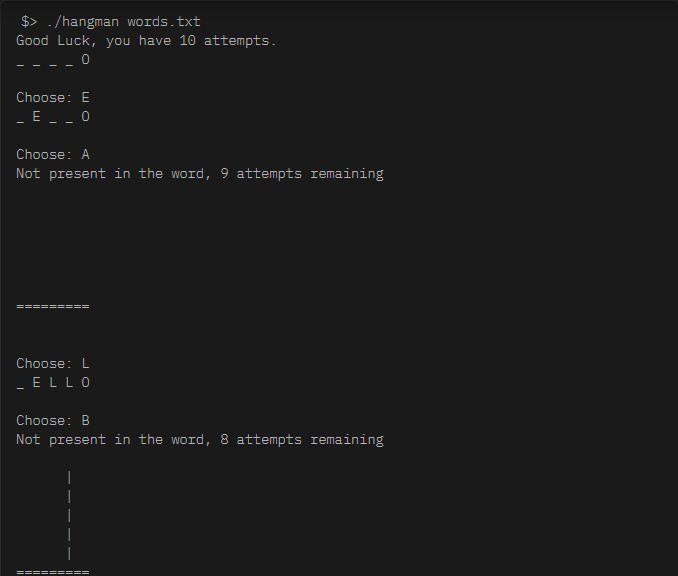 $> ./hangman words.txt
Good Luck, you have 10 attempts.
_ _ _ _ O
Choose: E
_ E _ _ O
Choose: A
Not present in the word, 9 attempts remaining
=========
Choose: L
_ E L L O
Choose: B
Not present in the word, 8 attempts remaining
|
|
|
|
|
=========